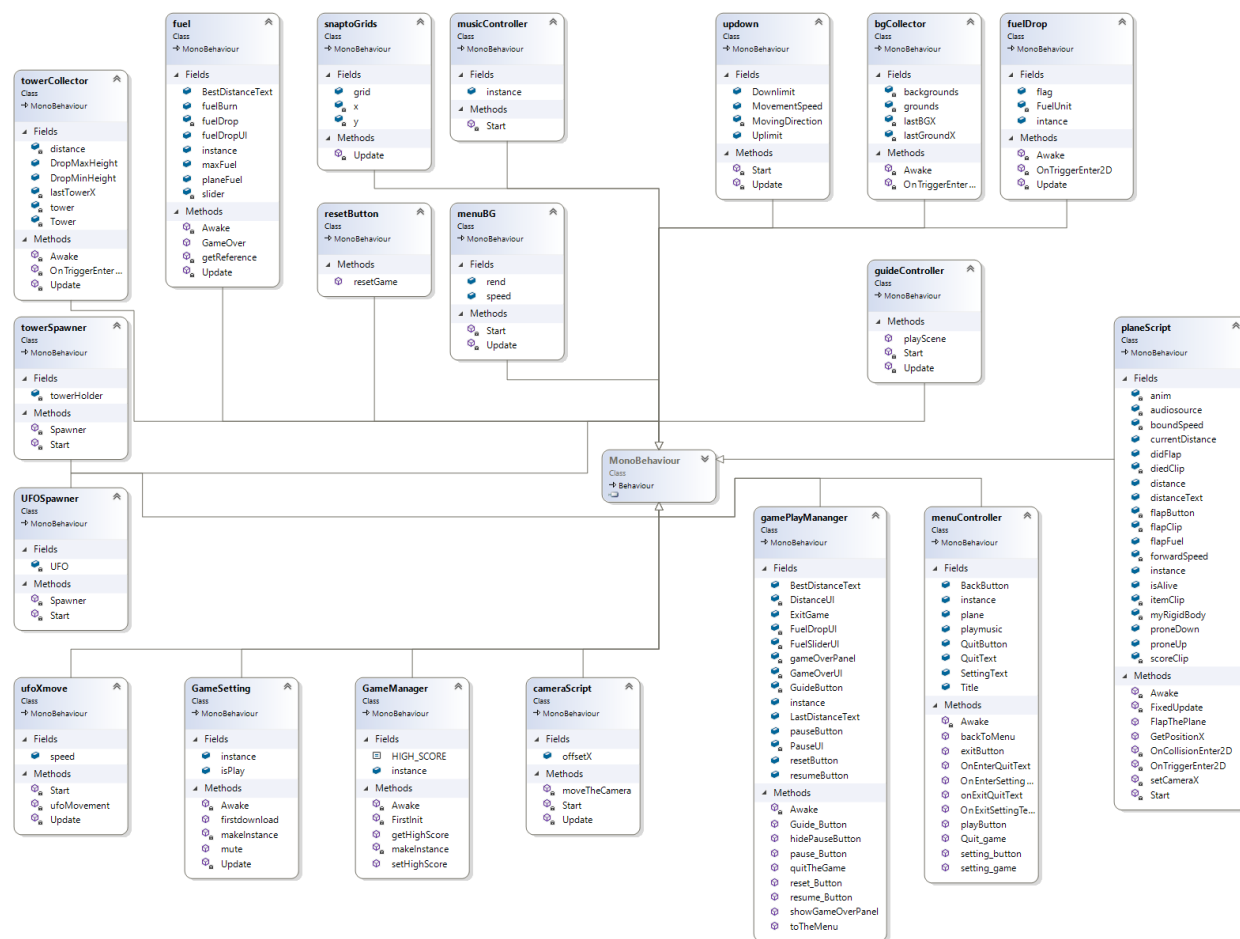 towerCollector
Class
MonoBehaviour
Fields
distance
DropMaxHeight
DropMinHeight
lastTowerX
tower
Tower
Methods
Awake
OnTriggerEnter...
Update
fuel
Class
MonoBehaviour
Fields
BestDistanceText
fuelBurn
fuelDrop
fuelDropUI
instance
maxFuel
planeFuel
slider
Methods
Awake
GameOver
getReference
Update
snaptoGrids
Class
MonoBehaviour
Fields
grid
x
y
Methods
Update
musicController
Class
MonoBehaviour
Fields
instance
Methods
Start
updown
Class
MonoBehaviour
Fields
Downlimit
MovementSpeed
MovingDirection
Uplimit
Methods
Start
Update
bgCollector
Class
MonoBehaviour
Fields
backgrounds
grounds
lastBGX
lastGroundX
Methods
Awake
OnTriggerEnter...
fuelDrop
Class
MonoBehaviour
Fields
flag
FuelUnit
intance
Methods
Awake
OnTriggerEnter2D
Update
resetButton
Class
MonoBehaviour
Methods
resetGame
menuBG
Class
MonoBehaviour
Fields
rend
speed
Methods
Start
Update
guideController
Class
MonoBehaviour
Methods
playScene
Start
Update
towerSpawner
Class
MonoBehaviour
Fields
towerHolder
Methods
Spawner
Start
planeScript
Class
MonoBehaviour
Fields
anim
audiosource
boundSpeed
currentDistance
didFlap
diedClip
distance
distanceText
flapButton
flapClip
flapFuel
forwardSpeed
instance
isAlive
itemClip
myRigidBody
proneDown
proneUp
scoreClip
Methods
Awake
FixedUpdate
FlapThePlane
GetPositionX
OnCollisionEnter2D
OnTriggerEnter2D
setCameraX
Start
MonoBehaviour
Class
Behaviour
UFOSpawner
Class
MonoBehaviour
Fields
UFO
Methods
Spawner
Start
gamePlayMananger
Class
MonoBehaviour
Fields
BestDistanceText
DistanceUI
ExitGame
FuelDropUI
FuelSliderUI
gameOverPanel
GameOverUI
GuideButton
instance
LastDistanceText
pauseButton
PauseUI
resetButton
resumeButton
Methods
Awake
Guide_Button
hidePauseButton
pause_Button
quitTheGame
reset_Button
resume_Button
showGameOverPanel
toTheMenu
menuController
Class
MonoBehaviour
Fields
BackButton
instance
plane
playmusic
QuitButton
QuitText
SettingText
Title
Methods
Awake
backToMenu
exitButton
OnEnterQuitText
OnEnterSetting...
onExitQuitText
OnExitSettingTe...
playButton
Quit_game
setting_button
setting_game
ufoXmove
Class
MonoBehaviour
Fields
speed
Methods
Start
ufoMovement
Update
GameSetting
Class
MonoBehaviour
Fields
instance
isPlay
Methods
Awake
firstdownload
makeInstance
mute
Update
GameManager
Class
MonoBehaviour
Fields
HIGH_SCORE
instance
Methods
Awake
FirstInit
getHighScore
makeInstance
setHighScore
cameraScript
Class
MonoBehaviour
Fields
offsetX
Methods
moveTheCamera
Start
Update